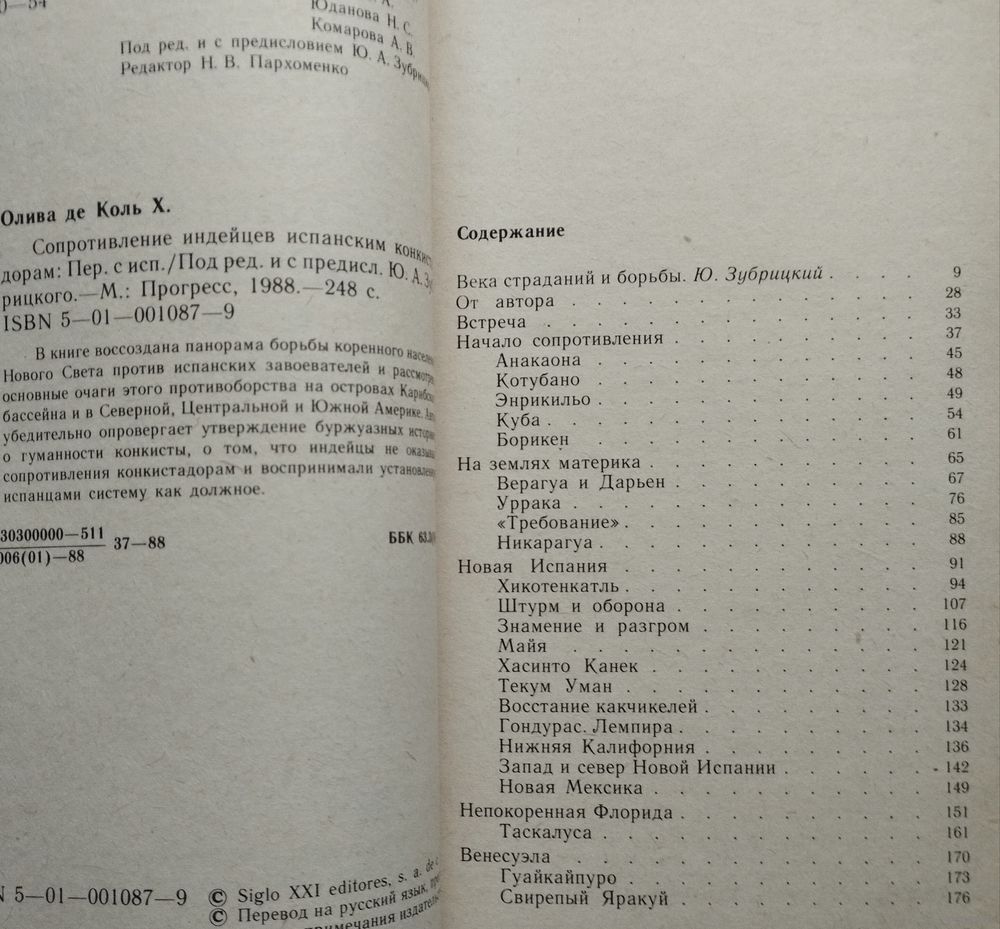 Юданова Н. С.
Комарова А. В
Под ред. и с предисловием Ю. А.
Редактор Н. В. Пархоменко
Олива де Коль Х.
Сопротивление индейцев испанским
дорам: Пер. с исп./Под ред. и с предисл. Ю. А.
рицкого.—М.: Прогресс, 1988.—248 с.
ISBN 5—01—001087—9
В книге воссоздана панорама борьбы коренного
Нового Света против испанских завоевателей и
основные очаги этого противоборства на островах
бассейна и в Северной, Центральной и Южной Америке.
убедительно опровергает утверждение буржуазных
о гуманности конкисты, о том, что индейцы не
сопротивления конкистадорам и воспринимали
испанцами систему как должное.
30300000—511
006(01)—88
37—88
ББК
5—01—001087—9
© Siglo XXI editores, s. a. de
© Перевод на русский язык,
Содержание
Века страданий и борьбы. Ю. Зубрицкий . . . . 9
От автора . . . . . . . . . . 28
Встреча . . . . . . . . . . 33
Начало сопротивления . . . . . . . 37
Анакаона . . . . . . . . . 45
Котубано . . . . . . . . . 48
Энрикильо . . . . . . . . . 49
Куба . . . . . . . . . . 54
Борикен . . . . . . . . . 61
На землях материка . . . . . . . . 65
Верагуа и Дарьен . . . . . . . 67
Уррака . . . . . . . . . 76
«Требование» . . . . . . . . 85
Никарагуа . . . . . . . . . 88
Новая Испания . . . . . . . . 91
Хикотенкатль . . . . . . . . 94
Штурм и оборона . . . . . . . 107
Знамение и разгром . . . . . . 116
Майя . . . . . . . . . 121
Хасинто Канек . . . . . . . . 124
Текум Уман . . . . . . . . 128
Восстание какчикелей . . . . . . 133
Гондурас. Лемпира . . . . . . . 134
Нижняя Калифорния . . . . . . 136
Запад и север Новой Испании . . . . 142
Новая Мексика . . . . . . . 149
Непокоренная Флорида . . . . . . . 151
Таскалуса . . . . . . . . 161
Венесуэла . . . . . . . . . 170
Гуайкайпуро . . . . . . . . 173
Свирепый Яракуй . . . . . . . 176